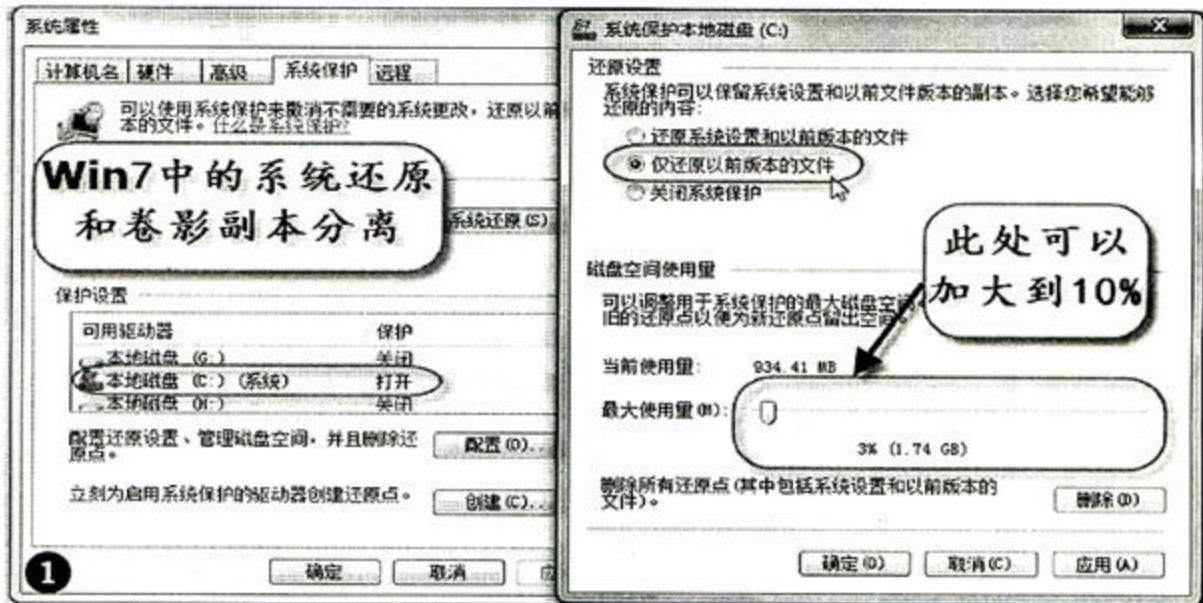 系统属性
计算机名 硬件 高级 系统保护 远程
可以使用系统保护来撤消不需要的系统更改，还原以前
本的文件。什么是系统保护?
Win7中的系统还原
和卷影副本分离
系统还原(S)
保护设置
可用驱动器 保护
本地磁盘 (G:) 关闭
本地磁盘 (C:) (系统) 打开
本地磁盘 (H:) 关闭
配置还原设置、管理磁盘空间，并且删除还
原点。
配置(O)..
立刻为启用系统保护的驱动器创建还原点。
创建(C)..
1
确定 取消 应
系统保护本地磁盘 (C:)
还原设置
系统保护可以保留系统设置和以前文件版本的副本。选择您希望能够
还原的内容:
还原系统设置和以前版本的文件
仅还原以前版本的文件
关闭系统保护
此处可以
加大到10%
磁盘空间使用量
可以调整用于系统保护的最大磁盘空间
旧的还原点以便为新还原点留出空间。
当前使用量: 934.41 MB
最大使用量(M):
3% (1.74 GB)
删除所有还原点(其中包括系统设置和以前版本的
文件)。
删除(D)
确定(O) 取消(C) 应用(A)